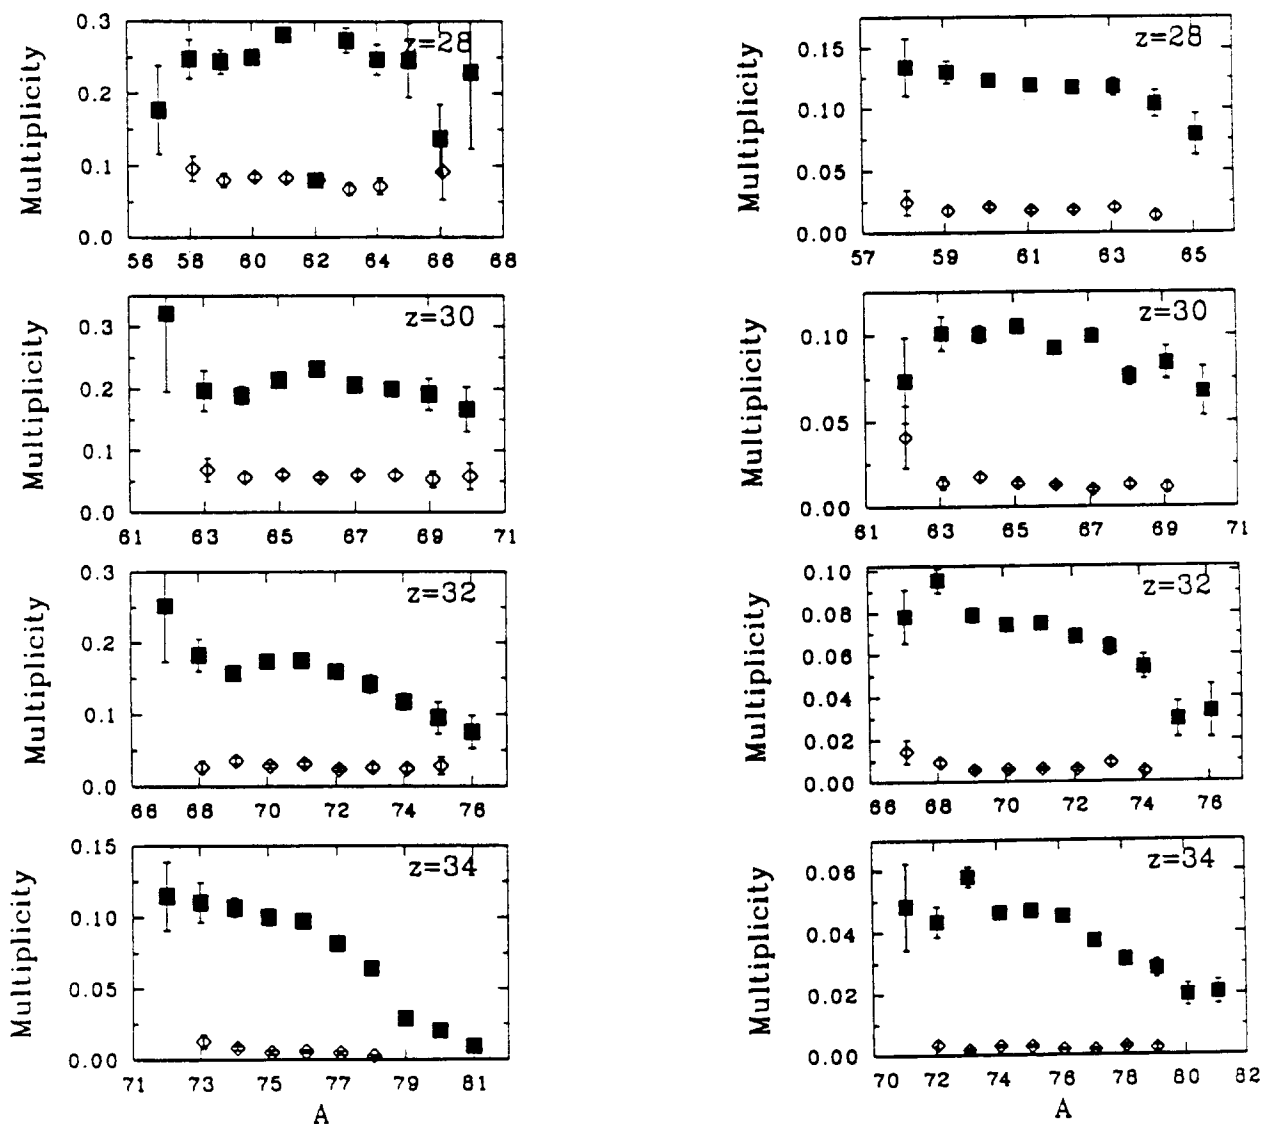 Multiplicity
0.3
0.2
0.1
0.0
z=28
56 58 60 62 64 66 68
Multiplicity
0.3
0.2
0.1
0.0
z=30
61 63 65 67 69 71
Multiplicity
0.3
0.2
0.1
0.0
z=32
66 68 70 72 74 76
Multiplicity
0.15
0.10
0.05
0.00
z=34
71 73 75 77 79 81
A
Multiplicity
0.15
0.10
0.05
0.00
z=28
57 59 61 63 65
Multiplicity
0.10
0.05
0.00
z=30
61 63 65 67 69 71
Multiplicity
0.10
0.08
0.06
0.04
0.02
0.00
z=32
66 68 70 72 74 76
Multiplicity
0.06
0.04
0.02
0.00
z=34
70 72 74 76 78 80 82
A